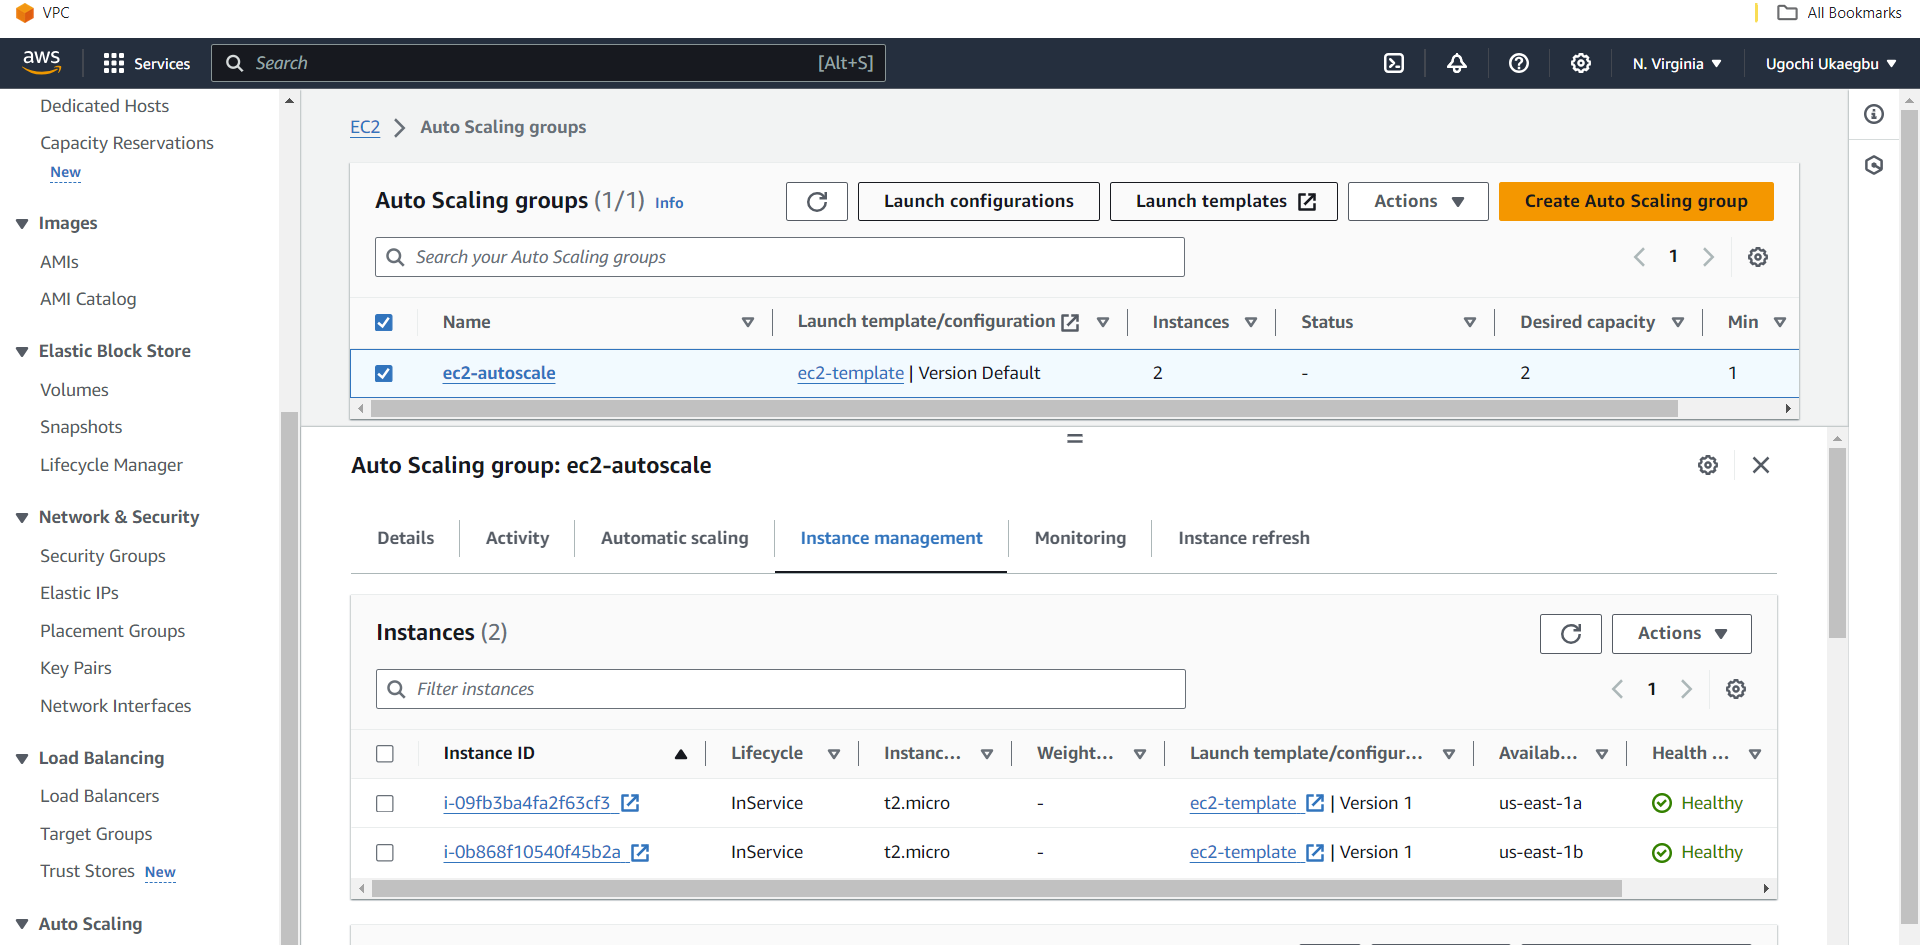 VPC
All Bookmarks
aws Services Search [Alt+S] N. Virginia Ugochi Ukaegbu
Dedicated Hosts
Capacity Reservations
New
Images
AMIs
AMI Catalog
Elastic Block Store
Volumes
Snapshots
Lifecycle Manager
Network & Security
Security Groups
Elastic IPs
Placement Groups
Key Pairs
Network Interfaces
Load Balancing
Load Balancers
Target Groups
Trust Stores New
Auto Scaling
EC2 Auto Scaling groups
Auto Scaling groups (1/1) Info Launch configurations Launch templates Actions Create Auto Scaling group
Search your Auto Scaling groups 1
Name Launch template/configuration Instances Status Desired capacity Min
ec2-autoscale ec2-template | Version Default 2 - 2 1
Auto Scaling group: ec2-autoscale
Details Activity Automatic scaling Instance management Monitoring Instance refresh
Instances (2) Actions
Filter instances 1
Instance ID Lifecycle Instanc... Weight... Launch template/configur... Availab... Health ...
i-09fb3ba4fa2f63cf3 InService t2.micro - ec2-template | Version 1 us-east-1a Healthy
i-0b868f10540f45b2a InService t2.micro - ec2-template | Version 1 us-east-1b Healthy